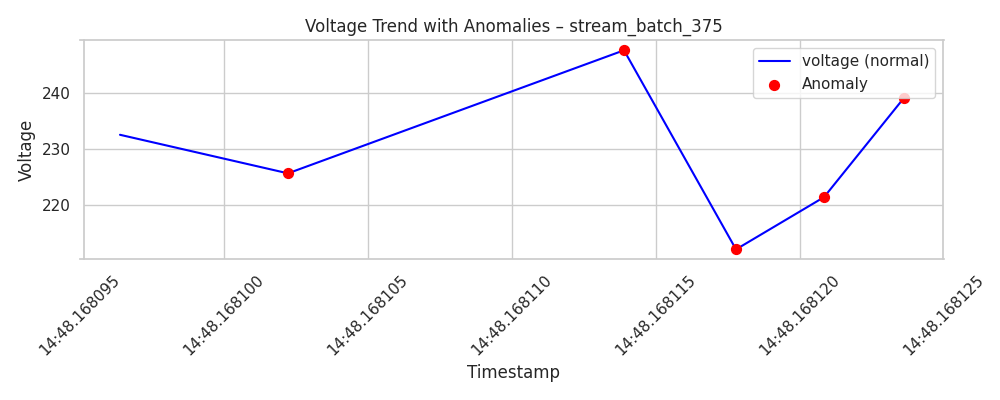 Voltage Trend with Anomalies – stream_batch_375
voltage (normal)
Anomaly
Voltage
240
230
220
14:48.168095
14:48.168100
14:48.168105
14:48.168110
14:48.168115
14:48.168120
14:48.168125
Timestamp